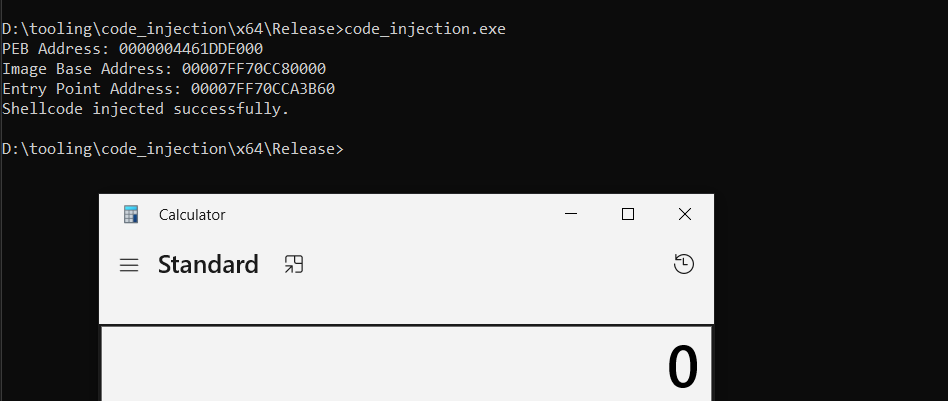 D:\tooling\code_injection\x64\Release>code_injection.exe
PEB Address: 0000004461DDE000
Image Base Address: 00007FF70CC80000
Entry Point Address: 00007FF70CCA3B60
Shellcode injected successfully.
D:\tooling\code_injection\x64\Release>
Calculator
Standard
0